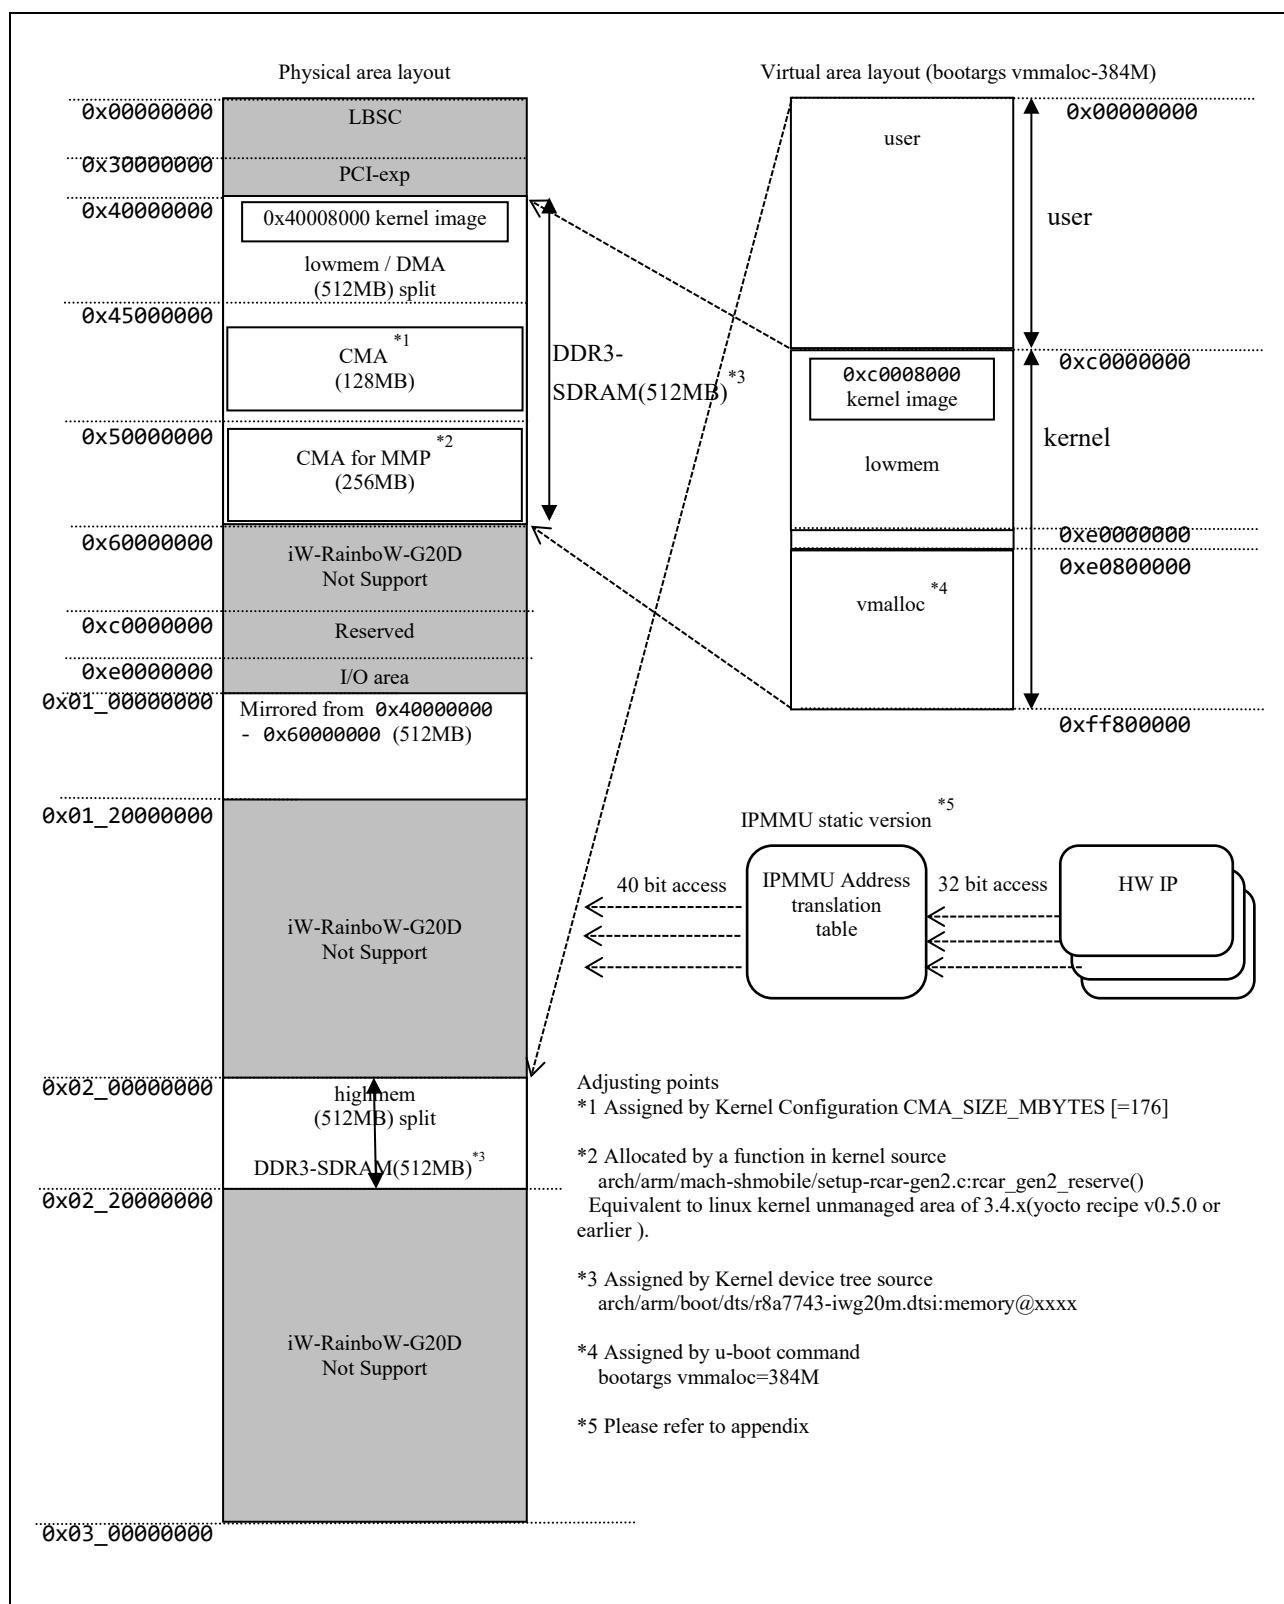 Physical area layout
0x00000000
LBSC
0x30000000
PCI-exp
0x40000000
0x40008000 kernel image
lowmem / DMA
(512MB) split
0x45000000
CMA *1
(128MB)
0x50000000
CMA for MMP *2
(256MB)
DDR3-
SDRAM(512MB) *3
0x60000000
iW-RainboW-G20D
Not Support
0xc0000000
Reserved
0xe0000000
I/O area
0x01_00000000
Mirrored from 0x40000000
- 0x60000000 (512MB)
0x01_20000000
iW-RainboW-G20D
Not Support
0x02_00000000
highmem
(512MB) split
DDR3-SDRAM(512MB) *3
0x02_20000000
iW-RainboW-G20D
Not Support
0x03_00000000
Virtual area layout (bootargs vmmaloc-384M)
0x00000000
user
user
0xc0000000
0xc0008000
kernel image
kernel
lowmem
0xe0000000
0xe0800000
vmalloc *4
0xff800000
IPMMU static version *5
40 bit access
IPMMU Address
translation
table
32 bit access
HW IP
Adjusting points
*1 Assigned by Kernel Configuration CMA_SIZE_MBYTES [=176]
*2 Allocated by a function in kernel source
arch/arm/mach-shmobile/setup-rcar-gen2.c:rcar_gen2_reserve()
Equivalent to linux kernel unmanaged area of 3.4.x(yocto recipe v0.5.0 or
earlier ).
*3 Assigned by Kernel device tree source
arch/arm/boot/dts/r8a7743-iwg20m.dtsi:memory@xxxx
*4 Assigned by u-boot command
bootargs vmmaloc=384M
*5 Please refer to appendix